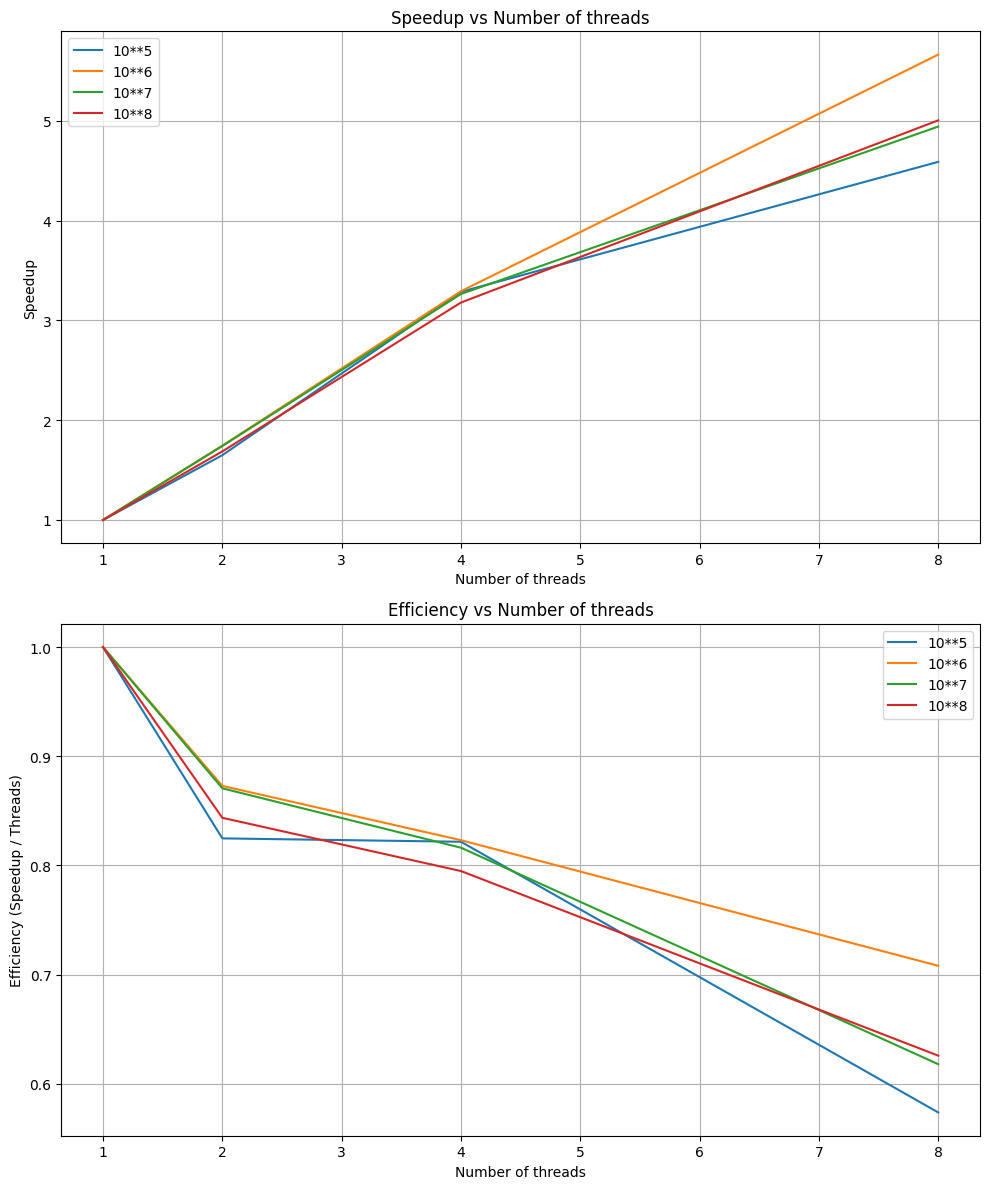 Speedup vs Number of threads
10**5
10**6
10**7
10**8
Speedup
5
4
3
2
1
1 2 3 4 5 6 7 8
Number of threads
Efficiency vs Number of threads
10**5
10**6
10**7
10**8
Efficiency (Speedup / Threads)
1.0
0.9
0.8
0.7
0.6
1 2 3 4 5 6 7 8
Number of threads